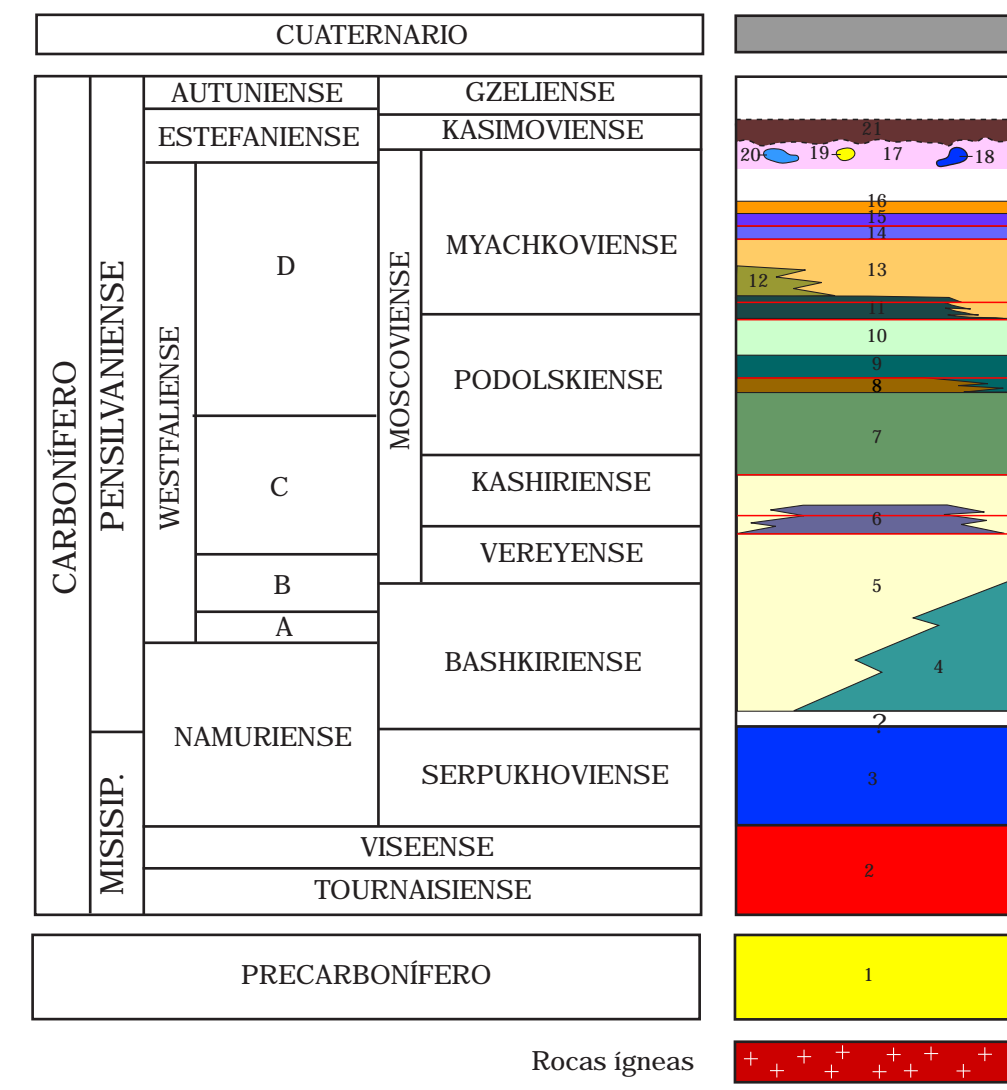 CUATERNARIO
CARBONÍFERO
PENSILVANIENSE
MISISIP.
AUTUNIENSE
ESTEFANIENSE
WESTFALIENSE
D
C
B
A
NAMURIENSE
GZELIENSE
KASIMOVIENSE
MOSCOVIENSE
MYACHKOVIENSE
PODOLSKIENSE
KASHIRIENSE
VEREYENSE
BASHKIRIENSE
SERPUKHOVIENSE
VISEENSE
TOURNAISIENSE
PRECARBONÍFERO
Rocas ígneas
21
20 19 17 18
16
15
14
13
12
11
10
9
8
7
6
5
4
?
3
2
1